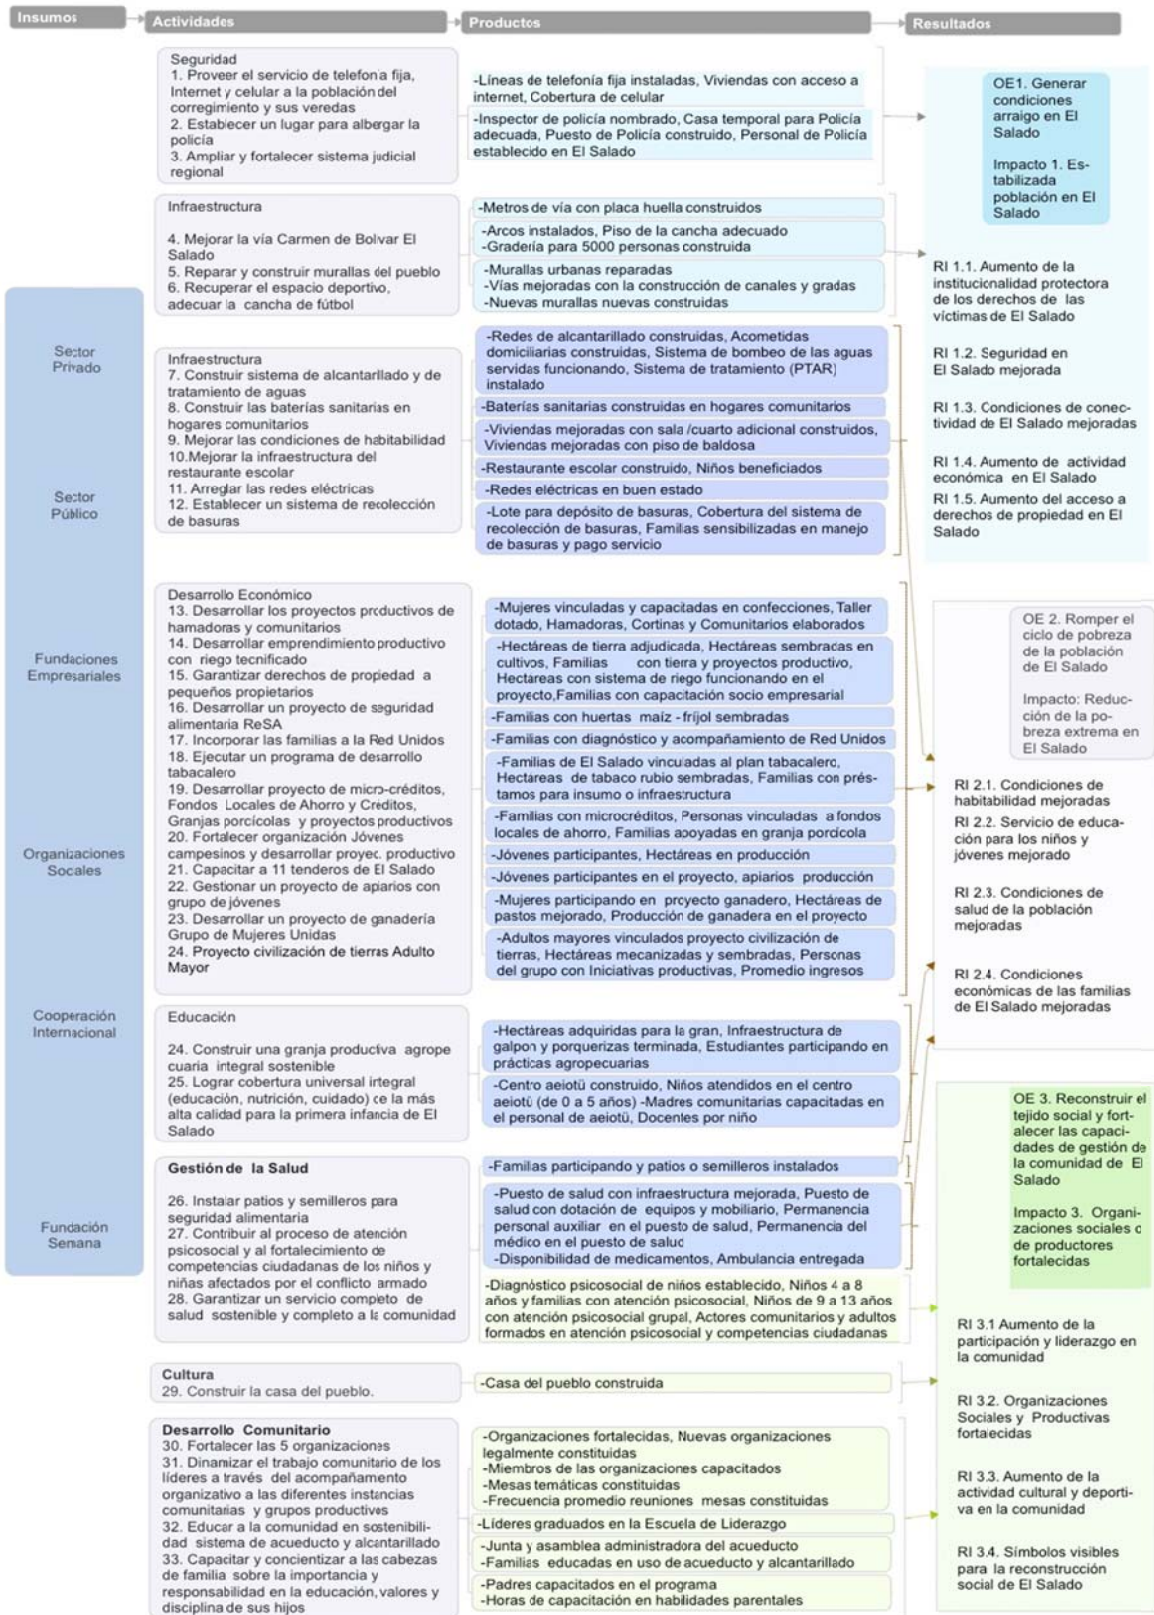 Insumos
Actividades
Productos
Resultados
Sector
Privado
Sector
Público
Fundaciones
Empresariales
Organizaciones
Socales
Cooperación
Internacional
Fundación
Semana
Seguridad
1. Proveer el servicio de telefonía fija,
Internet y celular a la población del
corregimiento y sus veredas
2. Establecer un lugar para albergar la
policía
3. Ampliar y fortalecer sistema judicial
regional
-Líneas de telefonía fija instaladas, Viviendas con acceso a
internet, Cobertura de celular
-Inspector de policía nombrado, Casa temporal para Policía
adecuada, Puesto de Policía construido, Personal de Policía
establecido en El Salado
Infraestructura
4. Mejorar la vía Carmen de Bolvar El
Salado
5. Reparar y construir murallas del pueblo
6. Recuperar el espacio deportivo,
adecuar la cancha de fútbol
-Metros de vía con placa huella construidos
-Arcos instalados, Piso de la cancha adecuado
-Gradería para 5000 personas construida
-Murallas urbanas reparadas
-Vías mejoradas con la construcción de canales y gradas
-Nuevas murallas nuevas construidas
Infraestructura
7. Construir sistema de alcantarllado y de
tratamiento de aguas
8. Construir las baterías sanitarias en
hogares comunitarios
9. Mejorar las condiciones de habitabilidad
10.Mejorar la infraestructura del
restaurante escolar
11. Arreglar las redes eléctricas
12. Establecer un sistema de recolección
de basuras
-Redes de alcantarillado construidas, Acometidas
domiciliarias construidas, Sistema de bombeo de las aguas
servidas funcionando, Sistema de tratamiento (PTAR)
instalado
-Baterías sanitarias construidas en hogares comunitarios
-Viviendas mejoradas con sala /cuarto adicional construidos,
Viviendas mejoradas con piso de baldosa
-Restaurante escolar construido, Niños beneficiados
-Redes eléctricas en buen estado
-Lote para depósito de basuras, Cobertura del sistema de
recolección de basuras, Familias sensibilizadas en manejo
de basuras y pago servicio
Desarrollo Económico
13. Desarrollar los proyectos productivos de
hamadoras y comunitarios
14. Desarrollar emprendimiento productivo
con riego tecnificado
15. Garantizar derechos de propiedad a
pequeños propietarios
16. Desarrollar un proyecto de seguridad
alimentaria ReSA
17. Incorporar las familias a la Red Unidos
18. Ejecutar un programa de desarrollo
tabacalero
19. Desarrollar proyecto de micro-créditos,
Fondos Locales de Ahorro y Créditos,
Granjas porcícolas y proyectos productivos
20. Fortalecer organización Jóvenes
campesinos y desarrollar proyec. productivo
21. Capacitar a 11 tenderos de El Salado
22. Gestionar un proyecto de apiarios con
grupo de jóvenes
23. Desarrollar un proyecto de ganadería
Grupo de Mujeres Unidas
24. Proyecto civilización de tierras Adulto
Mayor
-Mujeres vinculadas y capacitadas en confecciones, Taller
dotado, Hamadoras, Cortinas y Comunitarios elaborados
-Hectáreas de tierra adjudicada, Hectáreas sembradas en
cultivos, Familias con tierra y proyectos productivo,
Hectareas con sistema de riego funcionando en el
proyecto,Familias con capacitación socio empresarial
-Familias con huertas maíz - fríjol sembradas
-Familias con diagnóstico y acompañamiento de Red Unidos
-Familias de El Salado vinculadas al plan tabacalero,
Hectareas de tabaco rubio sembradas, Familias con prés-
tamos para insumo o infraestructura
-Familias con microcréditos, Personas vinculadas a fondos
locales de ahorro, Familias apoyadas en granja porcícola
-Jóvenes participantes, Hectáreas en producción
-Jóvenes participantes en el proyecto, apiarios producción
-Mujeres participando en proyecto ganadero, Hectáreas de
pastos mejorado, Producción de ganadera en el proyecto
-Adultos mayores vinculados proyecto civilización de
tierras, Hectáreas mecanizadas y sembradas, Personas
del grupo con Iniciativas productivas, Promedio ingresos
Educación
24. Construir una granja productiva agrope
cuaria integral sostenible
25. Lograr cobertura universal integral
(educación, nutrición, cuidado) de la más
alta calidad para la primera infancia de El
Salado
-Hectáreas adquiridas para la gran, Infraestructura de
galpon y porquerizas terminada, Estudiantes participando en
prácticas agropecuarias
-Centro aeiotü construido, Niños atendidos en el centro
aeiotü (de 0 a 5 años) -Madres comunitarias capacitadas en
el personal de aeiotü, Docentes por niño
Gestión de la Salud
26. Instalar patios y semilleros para
seguridad alimentaria
27. Contribuir al proceso de atención
psicosocial y al fortalecimiento de
competencias ciudadanas de los niños y
niñas afectados por el conflicto armado
28. Garantizar un servicio completo de
salud sostenible y completo a la comunidad
-Familias participando y patios o semilleros instalados
-Puesto de salud con infraestructura mejorada, Puesto de
salud con dotación de equipos y mobiliario, Permanencia
personal auxiliar en el puesto de salud, Permanencia del
médico en el puesto de saluc
-Disponibilidad de medicamentos, Ambulancia entregada
-Diagnóstico psicosocial de niños establecido, Niños 4 a 8
años y familias con atención psicosocial, Niños de 9 a 13 años
con atención psicosocial grupal, Actores comunitarios y adultos
formados en atención psicosocial y competencias ciudadanas
Cultura
29. Construir la casa del pueblo.
-Casa del pueblo construida
Desarrollo Comunitario
30. Fortalecer las 5 organizaciones
31. Dinamizar el trabajo comunitario de los
líderes a través del acompañamento
organizativo a las diferentes instancias
comunitarias y grupos productives
32. Educar a la comunidad en sostenibili-
dad sistema de acueducto y alcantarillado
33. Capacitar y concientizar a las cabezas
de familia sobre la importancia y
responsabilidad en la educación, valores y
disciplina de sus hijos
-Organizaciones fortalecidas, Nuevas organizaciones
legalmente constituidas
-Miembros de las organizaciones capacitados
-Mesas temáticas constituidas
-Frecuencia promedio reuniones mesas constituidas
-Líderes graduados en la Escuela de Liderazgo
-Junta y asamblea administradora del acueducto
-Familias educadas en uso de acueducto y alcantarillado
-Padres capacitados en el programa
-Horas de capacitación en habilidades parentales
OE1. Generar
condiciones
arraigo en El
Salado
Impacto 1. Es-
tabilizada
población en El
Salado
RI 1.1. Aumento de la
institucionalidad protectora
de los derechos de las
víctimas de El Salado
RI 1.2. Seguridad en
El Salado mejorada
RI 1.3. Condiciones de conec-
tividad de El Salado mejoradas
RI 1.4. Aumento de actividad
económica en El Salado
RI 1.5. Aumento del acceso a
derechos de propiedad en El
Salado
OE 2. Romper el
ciclo de pobreza
de la población
de El Salado
Impacto: Reduc-
ción de la po-
breza extrema en
El Salado
RI 2.1. Condiciones de
habitabilidad mejoradas
RI 2.2. Servicio de educa-
ción para los niños y
jóvenes mejorado
RI 2.3. Condiciones de
salud de la población
mejoradas
RI 2.4. Condiciones
económicas de las familias
de El Salado mejoradas
OE 3. Reconstruir el
tejido social y fort-
alecer las capaci-
dades de gestión de
la comunidad de El
Salado
Impacto 3. Organi-
zaciones sociales c
de productores
fortalecidas
RI 3.1 Aumento de la
participación y liderazgo en
la comunidad
RI 3.2. Organizaciones
Sociales y Productivas
fortalecidas
RI 3.3. Aumento de la
actividad cultural y deporti-
va en la comunidad
RI 3.4. Símbolos visibles
para la reconstrucción
social de El Salado